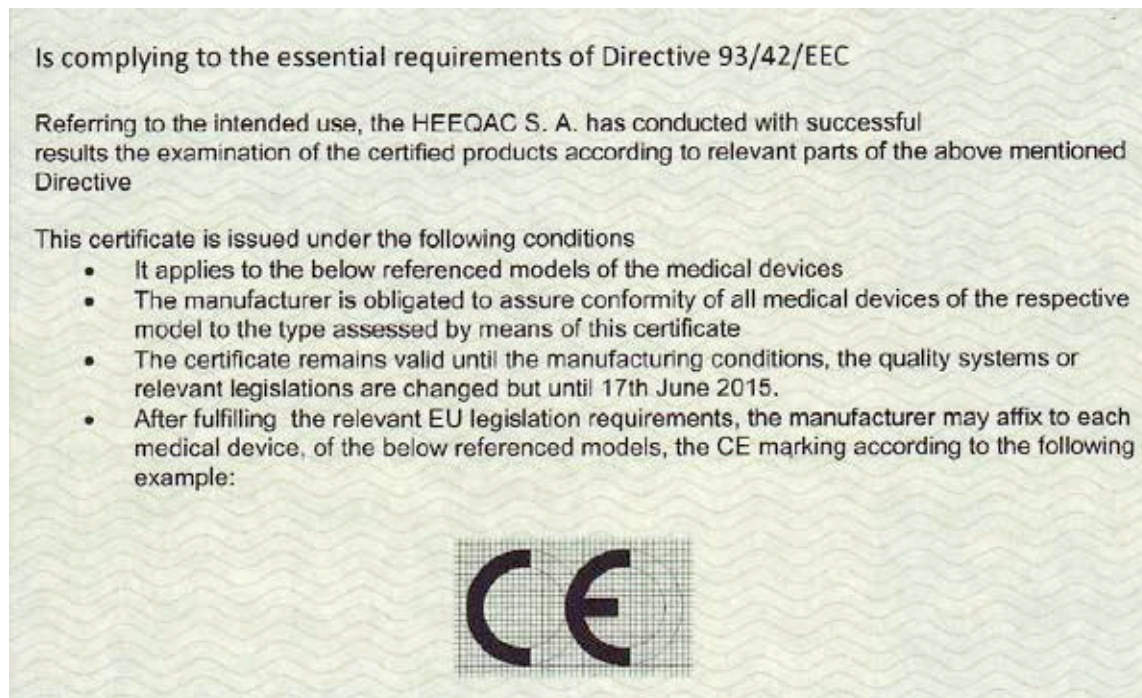 Is complying to the essential requirements of Directive 93/42/EEC
Referring to the intended use, the HEEQAC S. A. has conducted with successful
results the examination of the certified products according to relevant parts of the above mentioned
Directive
This certificate is issued under the following conditions
• It applies to the below referenced models of the medical devices
• The manufacturer is obligated to assure conformity of all medical devices of the respective
model to the type assessed by means of this certificate
• The certificate remains valid until the manufacturing conditions, the quality systems or
relevant legislations are changed but until 17th June 2015.
• After fulfilling the relevant EU legislation requirements, the manufacturer may affix to each
medical device, of the below referenced models, the CE marking according to the following
example:
CE